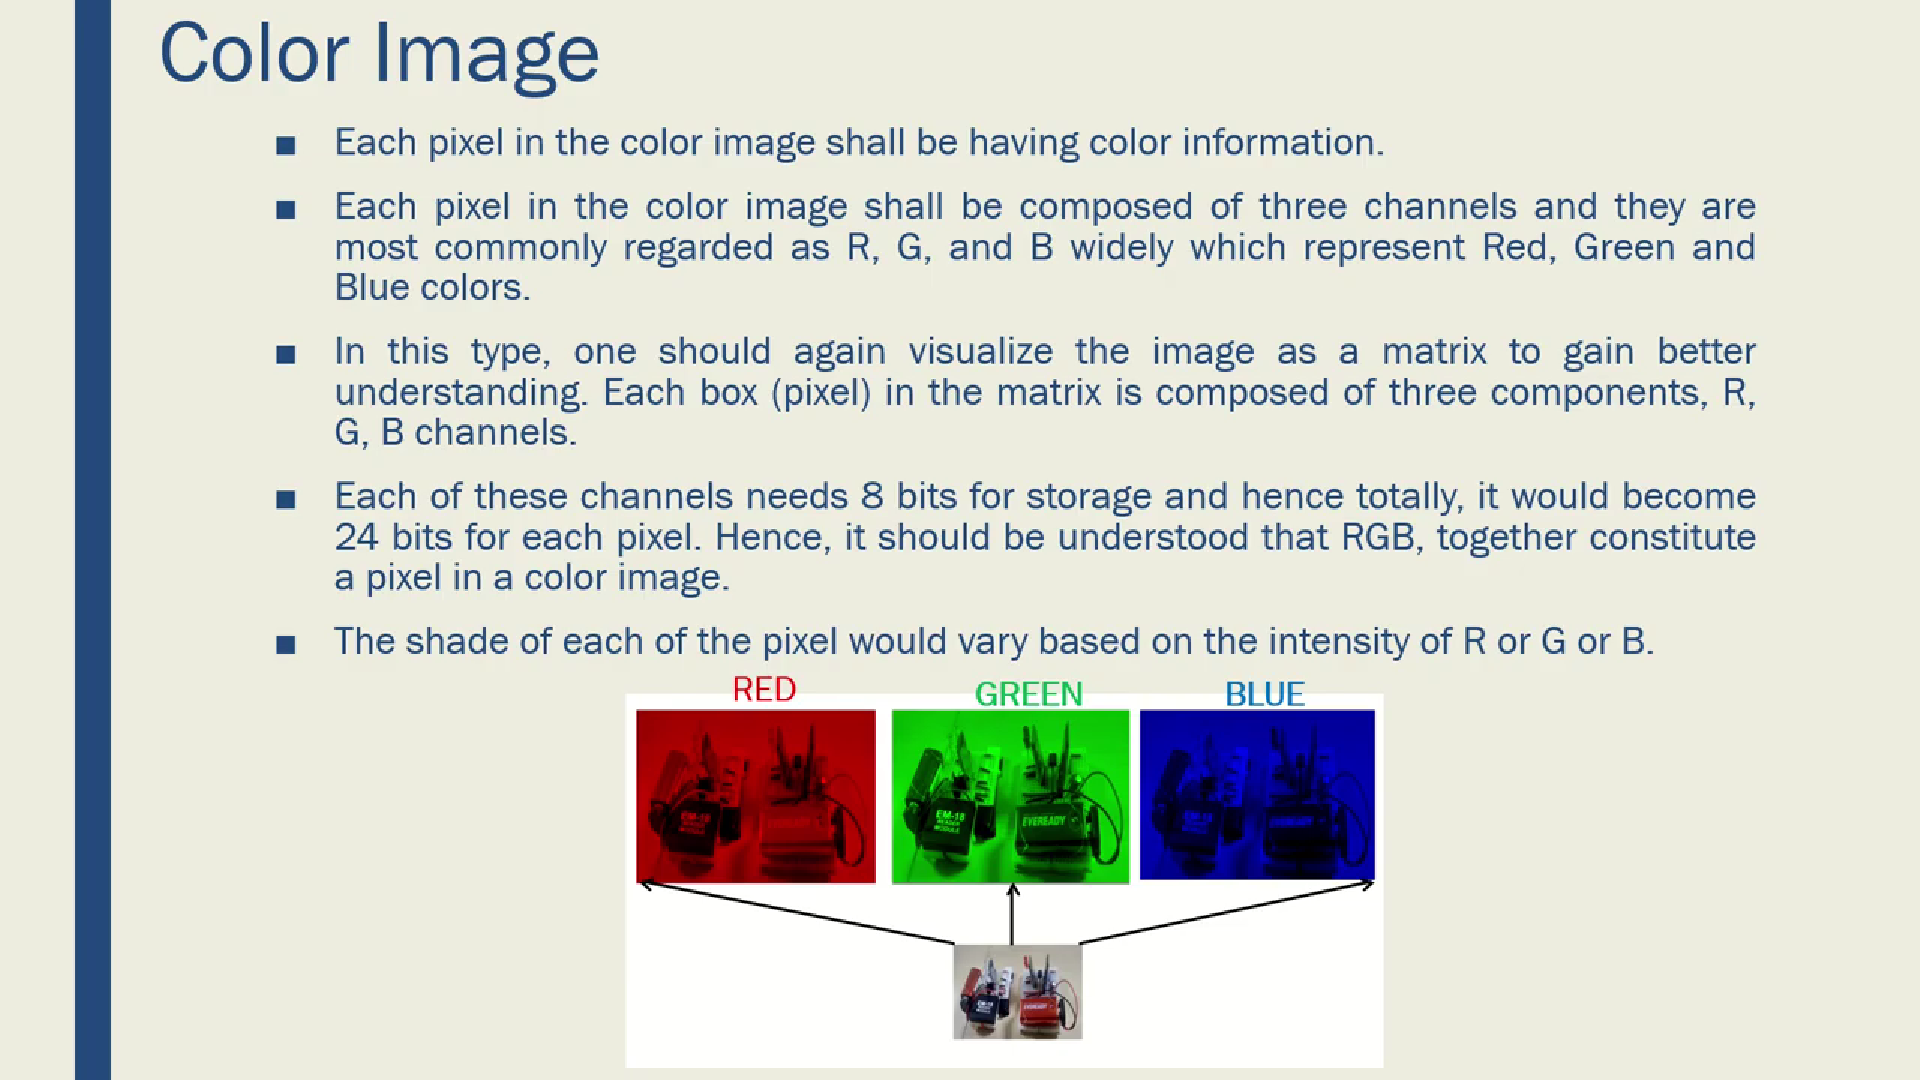 Color Image
■ Each pixel in the color image shall be having color information.
■ Each pixel in the color image shall be composed of three channels and they are
most commonly regarded as R, G, and B widely which represent Red, Green and
Blue colors.
■ In this type, one should again visualize the image as a matrix to gain better
understanding. Each box (pixel) in the matrix is composed of three components, R,
G, B channels.
■ Each of these channels needs 8 bits for storage and hence totally, it would become
24 bits for each pixel. Hence, it should be understood that RGB, together constitute
a pixel in a color image.
■ The shade of each of the pixel would vary based on the intensity of R or G or B.
RED GREEN BLUE
EM-18
READER
MODULE
EVEREADY